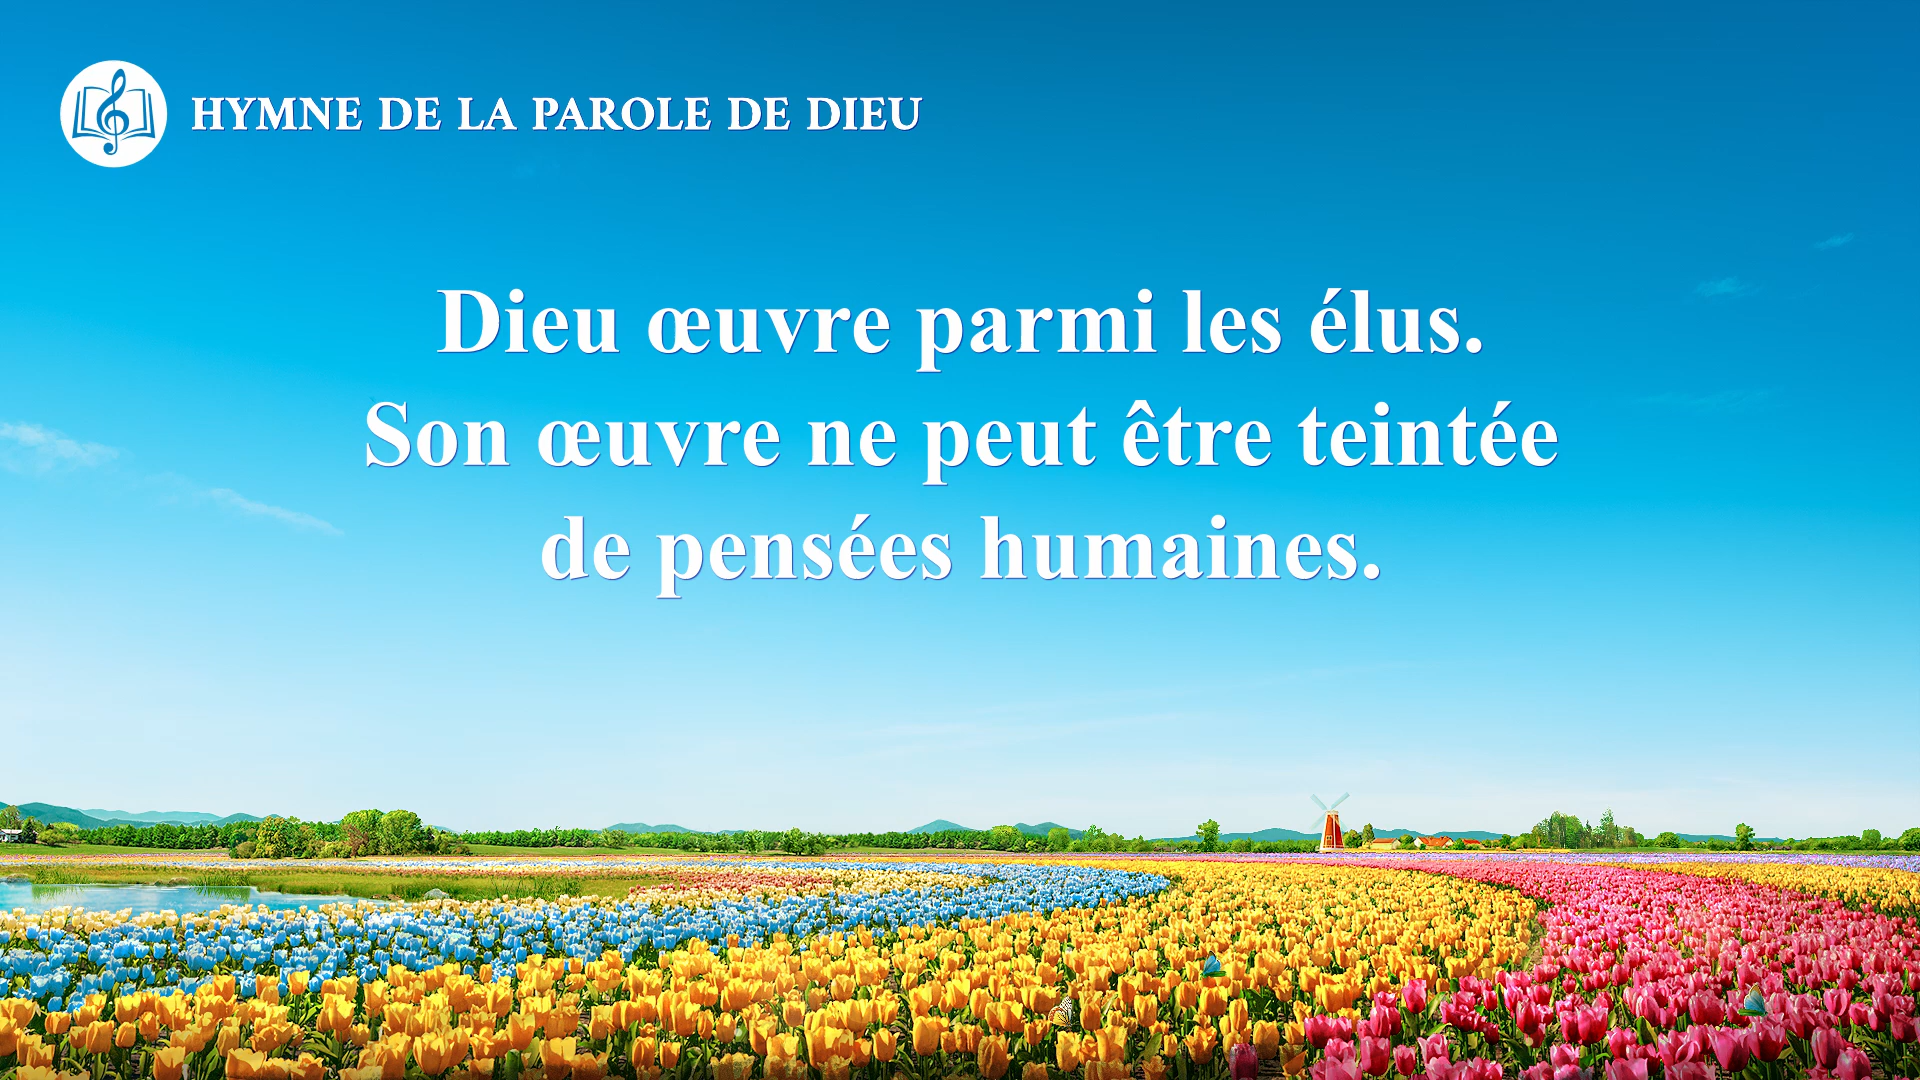 HYMNE DE LA PAROLE DE DIEU
Dieu œuvre parmi les élus.
Son œuvre ne peut être teintée
de pensées humaines.